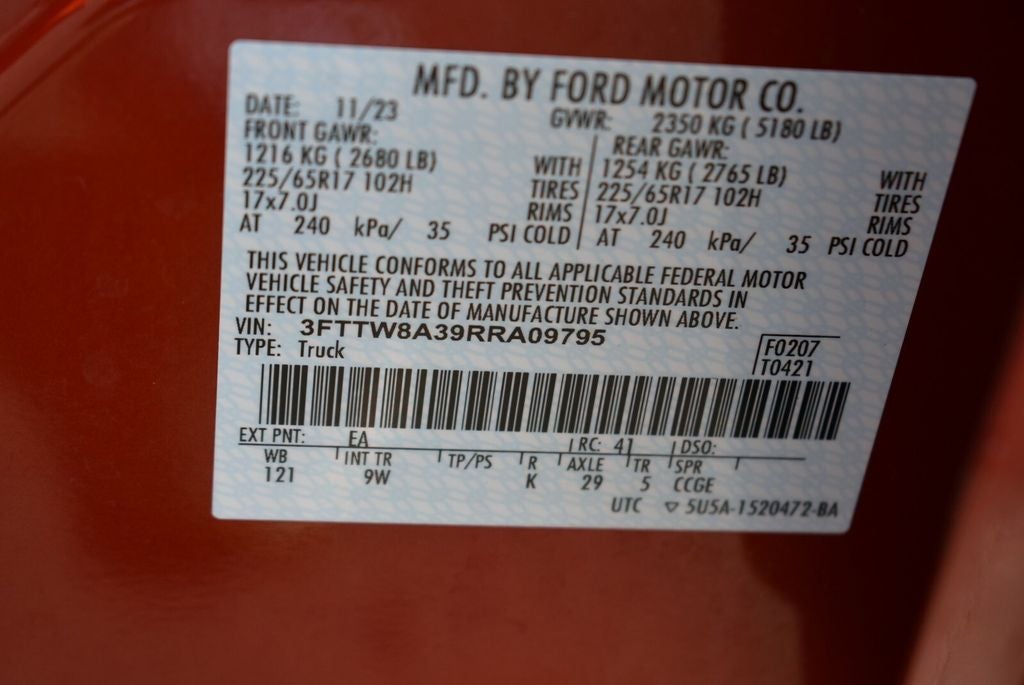 MFD. BY FORD MOTOR CO.
DATE: 11/23 GVWR: 2350 KG ( 5180 LB)
FRONT GAWR: REAR GAWR:
1216 KG ( 2680 LB) WITH 1254 KG ( 2765 LB) WITH
225/65R17 102H TIRES 225/65R17 102H TIRES
17x7.0J RIMS 17x7.0J RIMS
AT 240 kPa/ 35 PSI COLD AT 240 kPa/ 35 PSI COLD
THIS VEHICLE CONFORMS TO ALL APPLICABLE FEDERAL MOTOR
VEHICLE SAFETY AND THEFT PREVENTION STANDARDS IN
EFFECT ON THE DATE OF MANUFACTURE SHOWN ABOVE.
VIN: 3FTTW8A39RRA09795
TYPE: Truck
F0207
T0421
EXT PNT: EA RC: 41 DSO:
WB INT TR TP/PS R AXLE TR SPR
121 9W K 29 5 CCGE
UTC ▽ 5U5A-1520472-BA